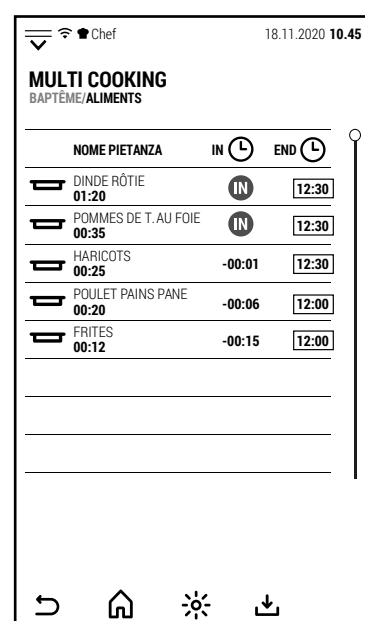 Chef 18.11.2020 10.45
MULTI COOKING
BAPTÊME/ALIMENTS
NOME PIETANZA IN END
DINDE RÔTIE
01:20 IN 12:30
POMMES DE T. AU FOIE
00:35 IN 12:30
HARICOTS
00:25 -00:01 12:30
POULET PAINS PANE
00:20 -00:06 12:00
FRITES
00:12 -00:15 12:00